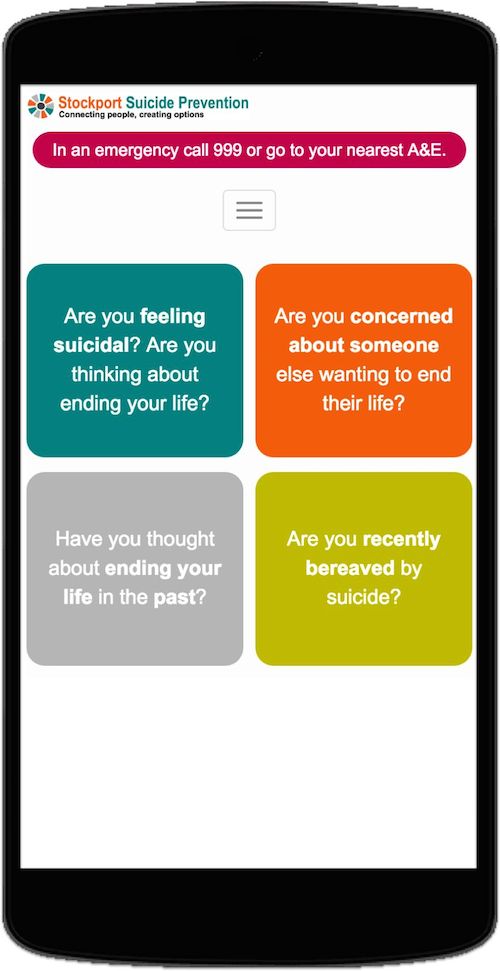 Stockport Suicide Prevention
Connecting people, creating options
In an emergency call 999 or go to your nearest A&E.
Are you feeling
suicidal? Are you
thinking about
ending your life?
Are you concerned
about someone
else wanting to end
their life?
Have you thought
about ending your
life in the past?
Are you recently
bereaved by
suicide?